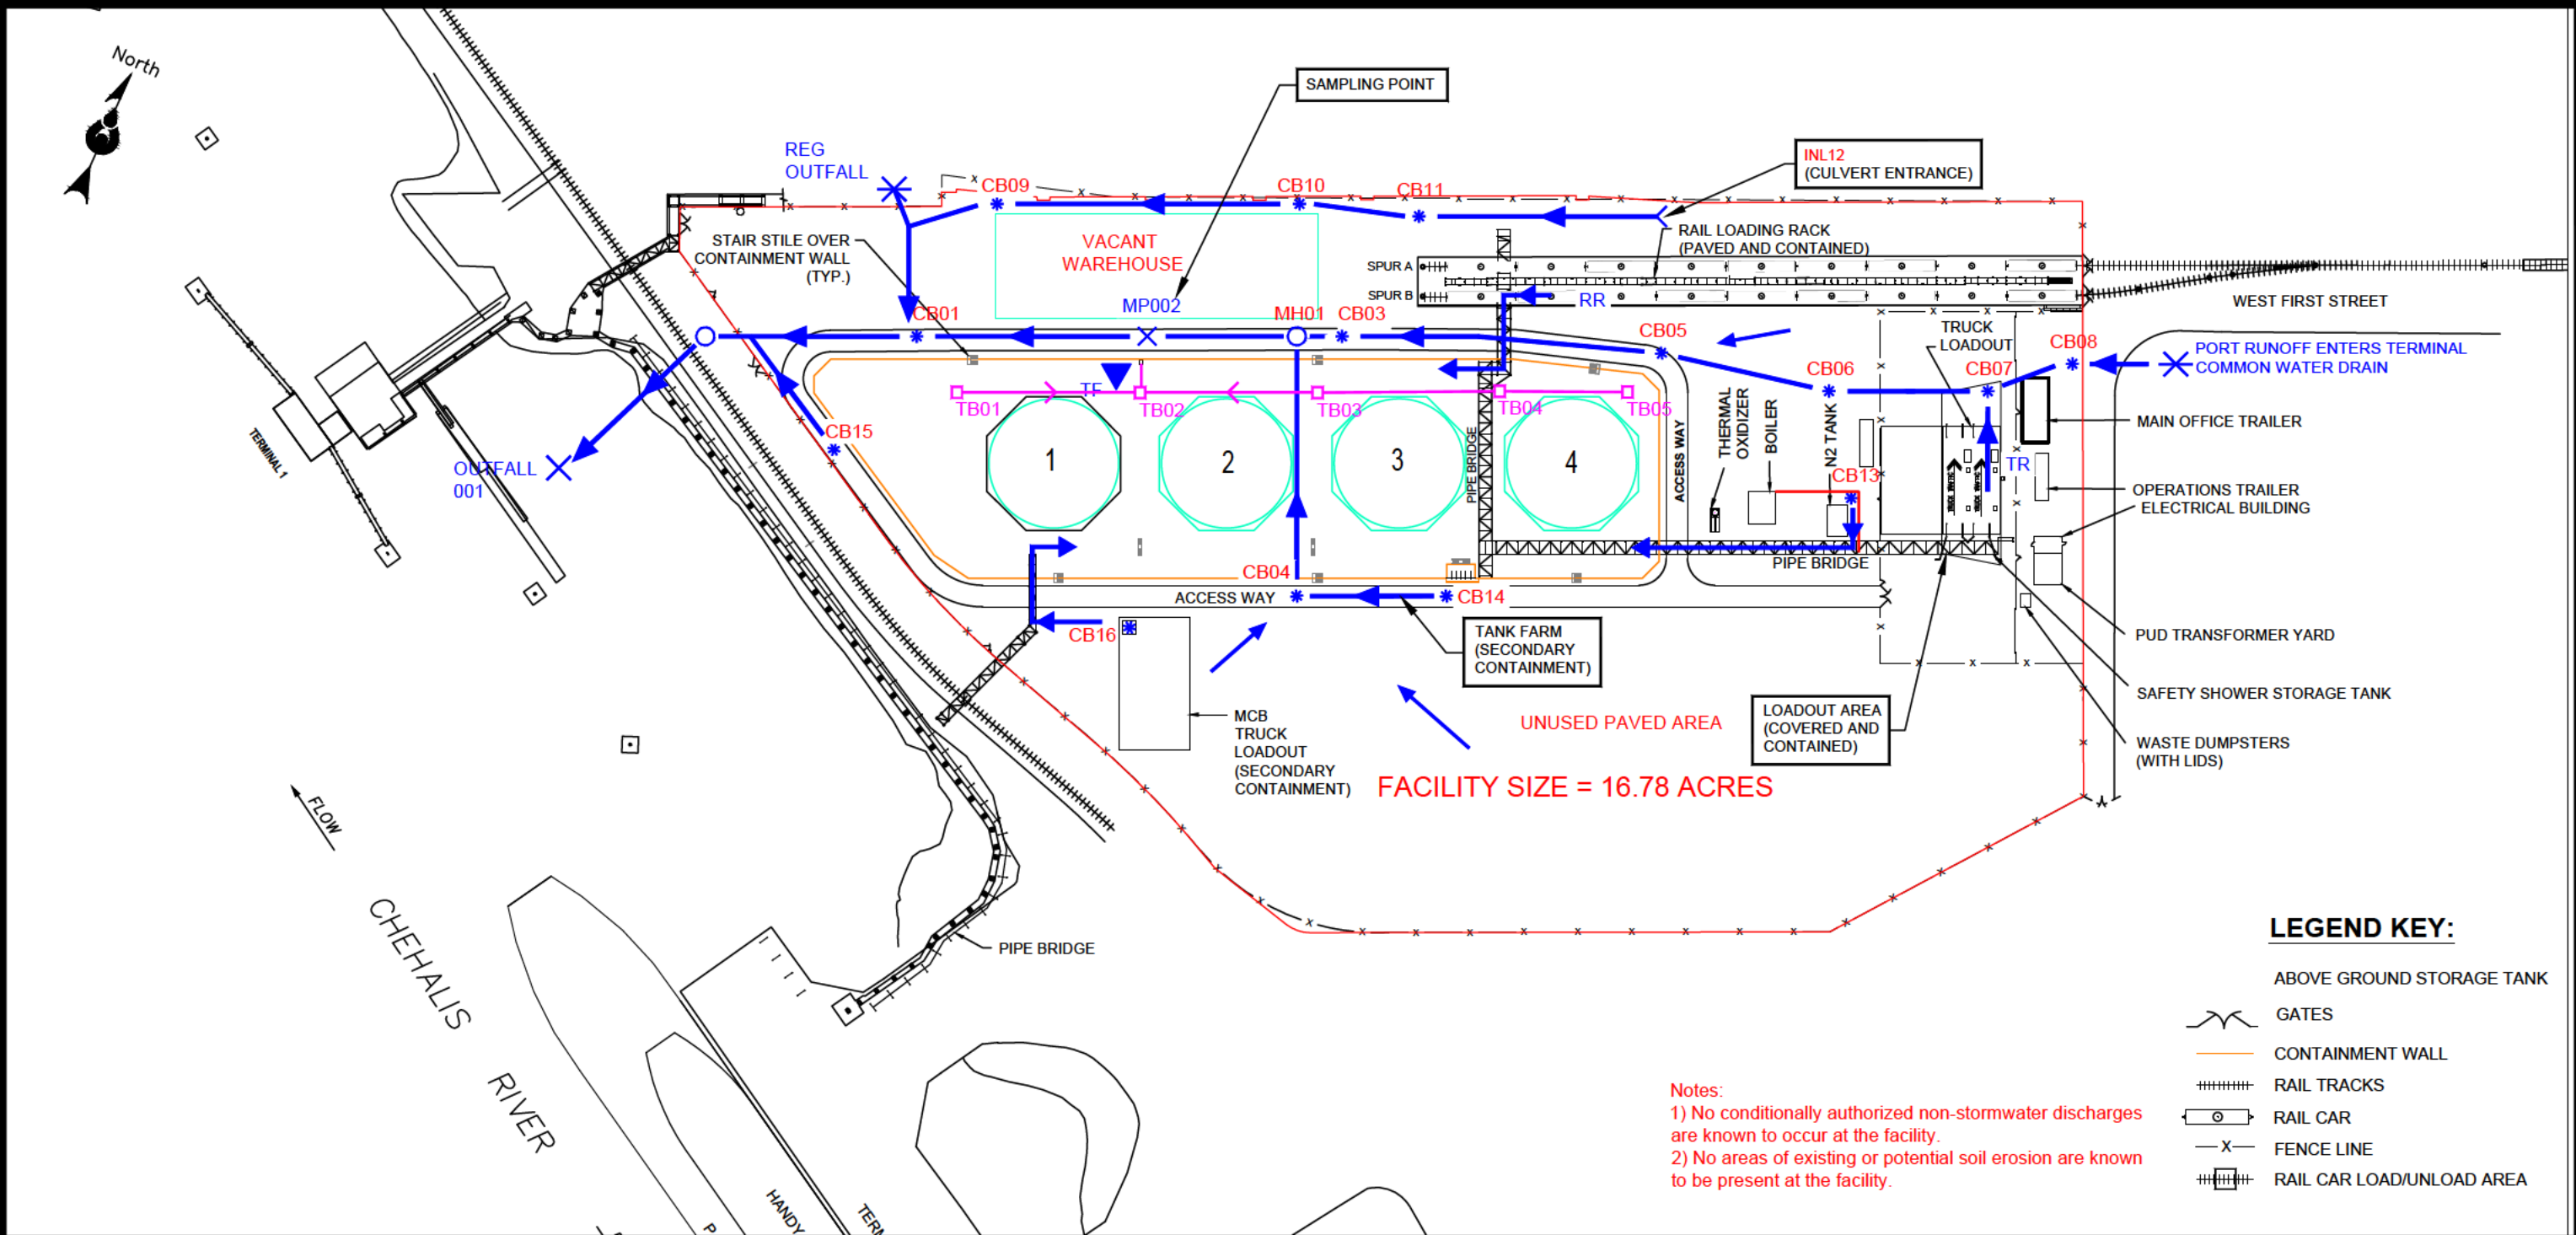 North
SAMPLING POINT
REG
OUTFALL
CB09
CB10
CB11
INL12
(CULVERT ENTRANCE)
STAIR STILE OVER
CONTAINMENT WALL
(TYP.)
VACANT
WAREHOUSE
RAIL LOADING RACK
(PAVED AND CONTAINED)
SPUR A
SPUR B
RR
WEST FIRST STREET
MP002
CB01
MH01
CB03
CB05
TRUCK
LOADOUT
CB06
CB07
CB08
PORT RUNOFF ENTERS TERMINAL
COMMON WATER DRAIN
TF
TB01
TB02
TB03
TB04
TB05
MAIN OFFICE TRAILER
CB15
1
2
3
4
PIPE BRIDGE
ACCESS WAY
THERMAL
OXIDIZER
BOILER
N2 TANK
CB13
TR
OPERATIONS TRAILER
ELECTRICAL BUILDING
TERMINAL 1
OUTFALL
001
PIPE BRIDGE
CB04
ACCESS WAY
CB14
CB16
TANK FARM
(SECONDARY
CONTAINMENT)
PUD TRANSFORMER YARD
SAFETY SHOWER STORAGE TANK
WASTE DUMPSTERS
(WITH LIDS)
MCB
TRUCK
LOADOUT
(SECONDARY
CONTAINMENT)
UNUSED PAVED AREA
LOADOUT AREA
(COVERED AND
CONTAINED)
FACILITY SIZE = 16.78 ACRES
FLOW
CHEHALIS
RIVER
PIPE BRIDGE
HANDY
P
LEGEND KEY:
ABOVE GROUND STORAGE TANK
GATES
CONTAINMENT WALL
RAIL TRACKS
RAIL CAR
X
FENCE LINE
RAIL CAR LOAD/UNLOAD AREA
Notes:
1) No conditionally authorized non-stormwater discharges
are known to occur at the facility.
2) No areas of existing or potential soil erosion are known
to be present at the facility.